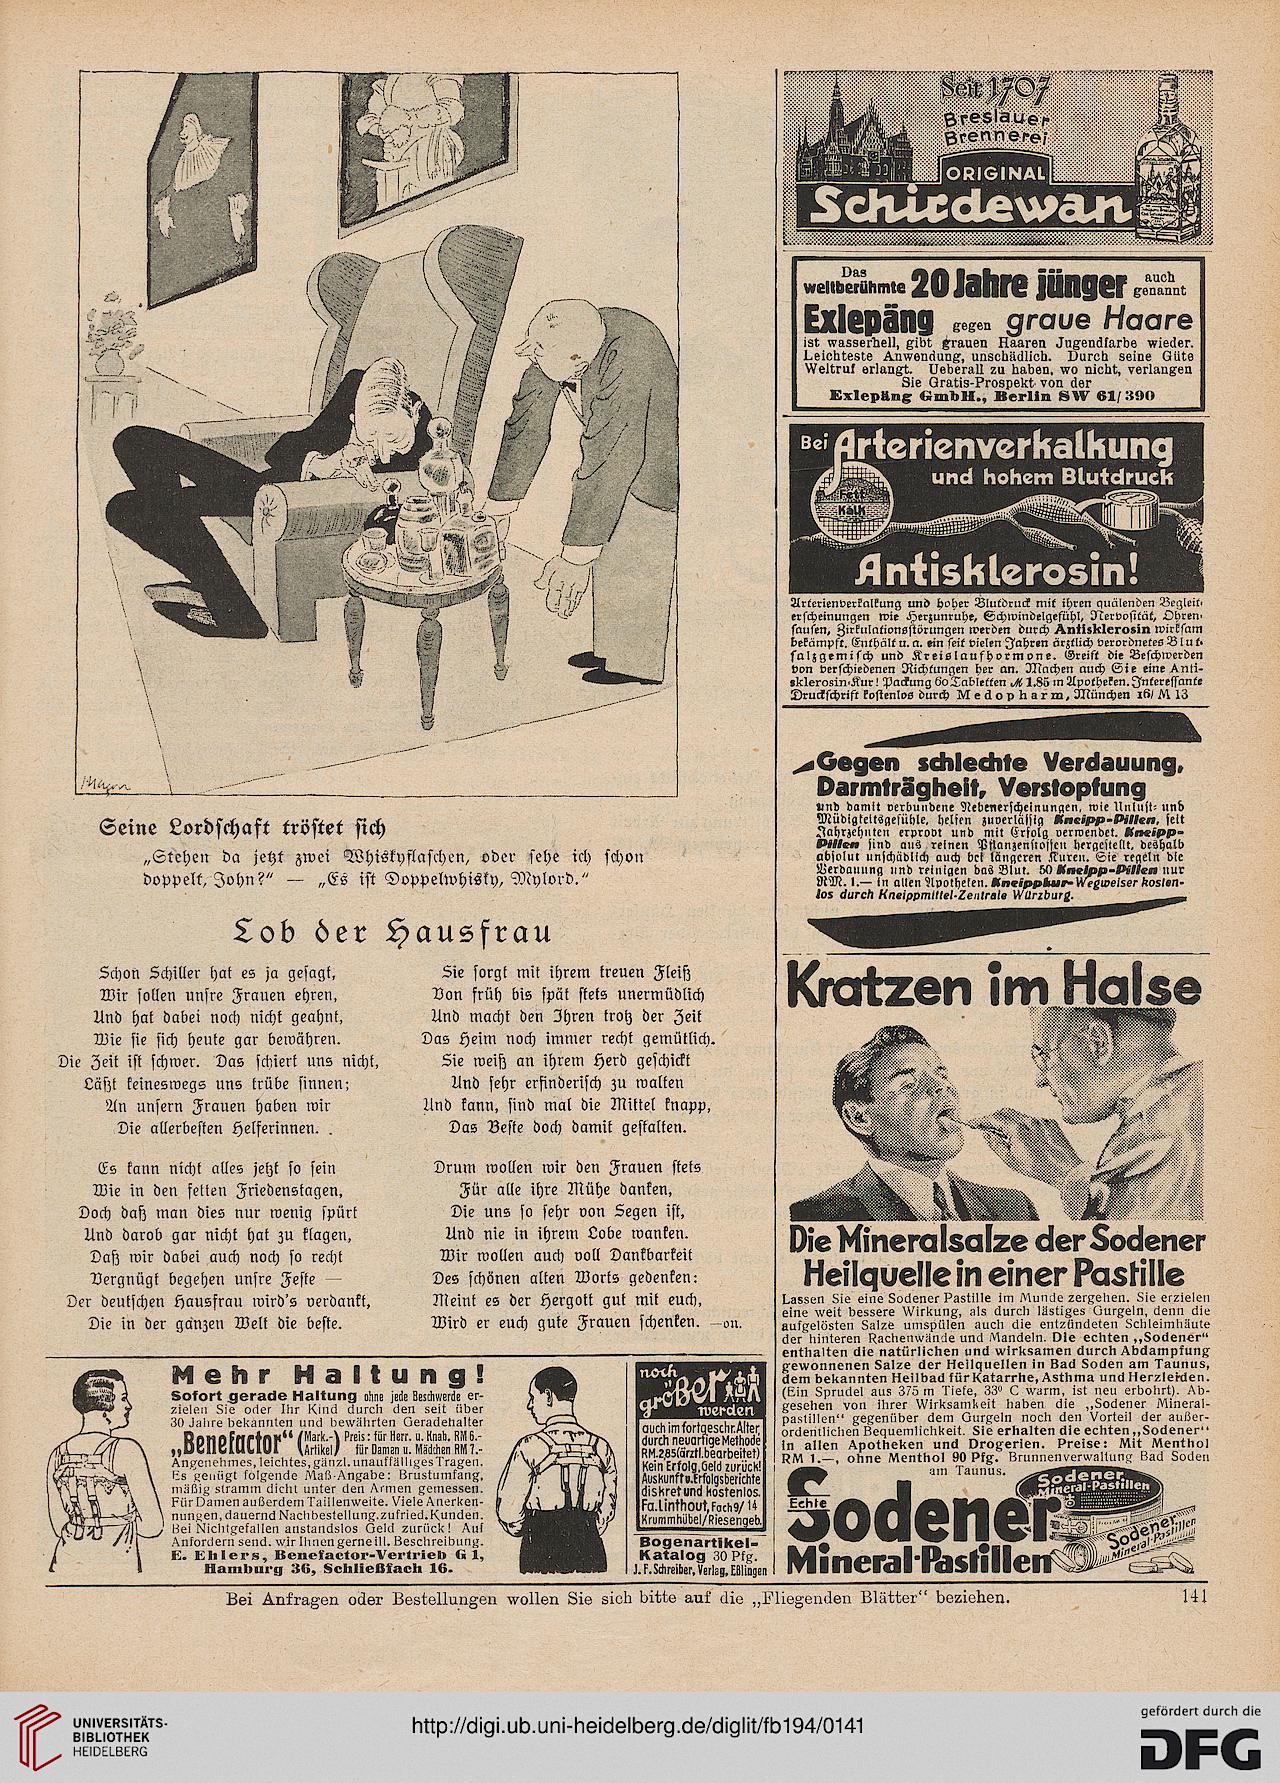 Seine Lordschaft tröstet sich
„Stehen da jetzt zwei Whiskyflaschen, oder sehe ich schon
doppelt, John?“ — „Es ist Doppelwhisky, Mylord.“
Lob der Hausfrau
Schon Schiller hat es ja gesagt,
Wir sollen unsre Frauen ehren,
Und hat dabei noch nicht geahnt,
Wie sie sich heute gar bewähren.
Die Zeit ist schwer. Das schiert uns nicht,
Läßt keineswegs uns trübe sinnen;
An unsern Frauen haben wir
Die allerbesten Helferinnen.
Es kann nicht alles jetzt so sein
Wie in den fetten Friedenstagen,
Doch daß man dies nur wenig spürt
Und darob gar nicht hat zu klagen,
Daß wir dabei auch noch so recht
Vergnügt begehen unsre Feste —
Der deutschen Hausfrau wird's verdankt,
Die in der ganzen Welt die beste.
Sie sorgt mit ihrem treuen Fleiß
Von früh bis spät stets unermüdlich
Und macht den Ihren trotz der Zeit
Das Heim noch immer recht gemütlich.
Sie weiß an ihrem Herd geschickt
Und sehr erfinderisch zu walten
Und kann, sind mal die Mittel knapp,
Das Beste doch damit gestalten.
Drum wollen wir den Frauen stets
Für alle ihre Mühe danken,
Die uns so sehr von Segen ist,
Und nie in ihrem Lobe wanken.
Wir wollen auch voll Dankbarkeit
Des schönen alten Worts gedenken:
Meint es der Hergott gut mit euch,
Wird er euch gute Frauen schenken. —on.
Mehr Haltung!
Sofort gerade Haltung ohne jede Beschwerde er-
zielen Sie oder Ihr Kind durch den seit über
30 Jahre bekannten und bewährten Geradehalter
„Benefactor“ (Mark.-Artikel) Preis: für Herr. u. Knab. RM 6.-
für Damen u. Mädchen RM 7.-
Angenehmes, leichtes, gänzl. unauffälliges Tragen.
Es genügt folgende Maß-Angabe: Brustumfang,
mäßig stramm dicht unter den Armen gemessen.
Für Damen außerdem Taillenweite. Viele Anerken-
nungen, dauernd Nachbestellung. zufried. Kunden.
Bei Nichtgefallen anstandslos Geld zurück! Auf
Anfordern send. wir Ihnen gerne ill. Beschreibung.
E. Ehlers, Benefactor-Vertrieb G 1,
Hamburg 36, Schließfach 16.
noch
größer
werden
auch im fortgeschr. Alter,
durch neuartige Methode
RM. 2,85 (ärztl. bearbeitet)
Kein Erfolg, Geld zurück!
Auskunft u. Erfolgsberichte
diskret und kostenlos.
Fa. Linthout, Fach 9/14
Krummhübel/Riesengeb.
Bogenartikel-
Katalog 30 Pfg.
J. F. Schreiber, Verlag, Eßlingen
Seit 1707
Breslauer
Brennerei
ORIGINAL
Schirdewan
Das
weltberühmte 20 Jahre jünger auch
genannt
Exlepäng gegen graue Haare
ist wasserhell, gibt grauen Haaren Jugendfarbe wieder.
Leichteste Anwendung, unschädlich. Durch seine Güte
Weltruf erlangt. Ueberall zu haben, wo nicht, verlangen
Sie Gratis-Prospekt von der
Exlepäng GmbH., Berlin SW 61/390
Bei Arterienverkalkung
und hohem Blutdruck
Fett
Kalk
Antisklerosin!
Arterienverkalkung und hoher Blutdruck mit ihren quälenden Begleit-
erscheinungen wie Herzunruhe, Schwindelgefühl, Nervosität, Ohren-
sausen, Zirkulationsstörungen werden durch Antisklerosin wirksam
bekämpft. Enthält u. a. ein seit vielen Jahren ärztlich verordnetes Blut-
salzgemisch und Kreislaufhormone. Greift die Beschwerden
von verschiedenen Richtungen her an. Machen auch Sie eine Anti-
sklerosin-Kur! Packung 60 Tabletten M 1.85 in Apotheken. Interessante
Druckschrift kostenlos durch Medopharm, München 16/ M 13
Gegen schlechte Verdauung,
Darmträgheit, Verstopfung
und damit verbundene Nebenerscheinungen, wie Unlust- und
Müdigkeitsgefühle, helfen zuverlässig Kneipp-Pillen, seit
Jahrzehnten erprobt und mit Erfolg verwendet. Kneipp-
Pillen sind aus reinen Pflanzenstoffen hergestellt, deshalb
absolut unschädlich auch bei längeren Kuren. Sie regeln die
Verdauung und reinigen das Blut. 50 Kneipp-Pillen nur
RM. 1.— in allen Apotheken. Kneippkur-Wegweiser kosten-
los durch Kneippmittel-Zentrale Würzburg.
Kratzen im Halse
Die Mineralsalze der Sodener
Heilquelle in einer Pastille
Lassen Sie eine Sodener Pastille im Munde zergehen. Sie erzielen
eine weit bessere Wirkung, als durch lästiges Gurgeln, denn die
aufgelösten Salze umspülen auch die entzündeten Schleimhäute
der hinteren Rachenwände und Mandeln. Die echten „Sodener“
enthalten die natürlichen und wirksamen durch Abdampfung
gewonnenen Salze der Heilquellen in Bad Soden am Taunus,
dem bekannten Heilbad für Katarrhe, Asthma und Herzleiden.
(Ein Sprudel aus 375 m Tiefe, 33° C warm, ist neu erbohrt). Ab-
gesehen von ihrer Wirksamkeit haben die „Sodener Mineral-
pastillen“ gegenüber dem Gurgeln noch den Vorteil der außer-
ordentlichen Bequemlichkeit. Sie erhalten die echten „Sodener“
in allen Apotheken und Drogerien. Preise: Mit Menthol
RM 1.—, ohne Menthol 90 Pfg. Brunnenverwaltung Bad Soden
am Taunus.
Echte
Sodener
Mineral-Pastillen
Sodener
Mineral-Pastillen
Sodener
Mineral-Pastillen
Bei Anfragen oder Bestellungen wollen Sie sich bitte auf die „Fliegenden Blätter“ beziehen.
141
UNIVERSITÄTS-
BIBLIOTHEK
HEIDELBERG
http://digi.ub.uni-heidelberg.de/diglit/fb194/0141
gefördert durch die
DFG